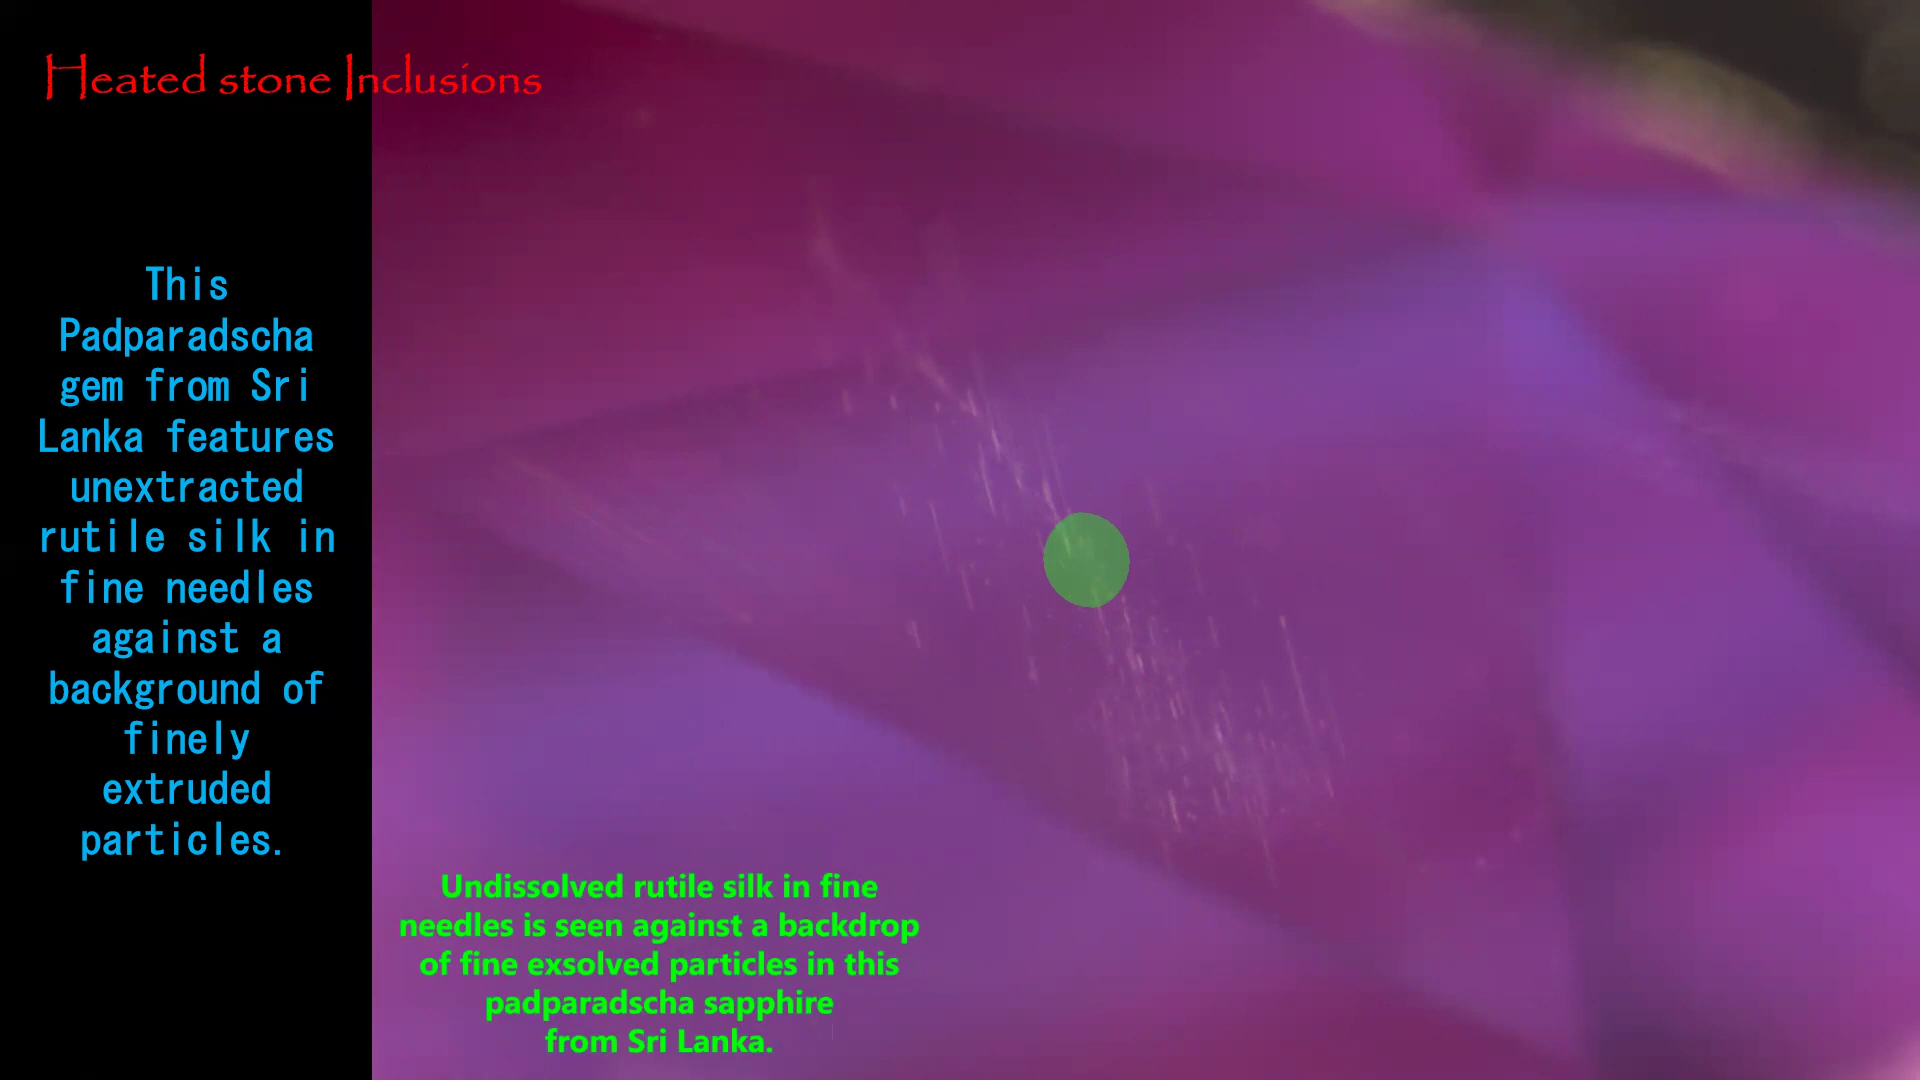 Heated stone Inclusions
This
Padparadscha
gem from Sri
Lanka features
unextracted
rutile silk in
fine needles
against a
background of
finely
extruded
particles.
Undissolved rutile silk in fine
needles is seen against a backdrop
of fine exsolved particles in this
padparadscha sapphire
from Sri Lanka.